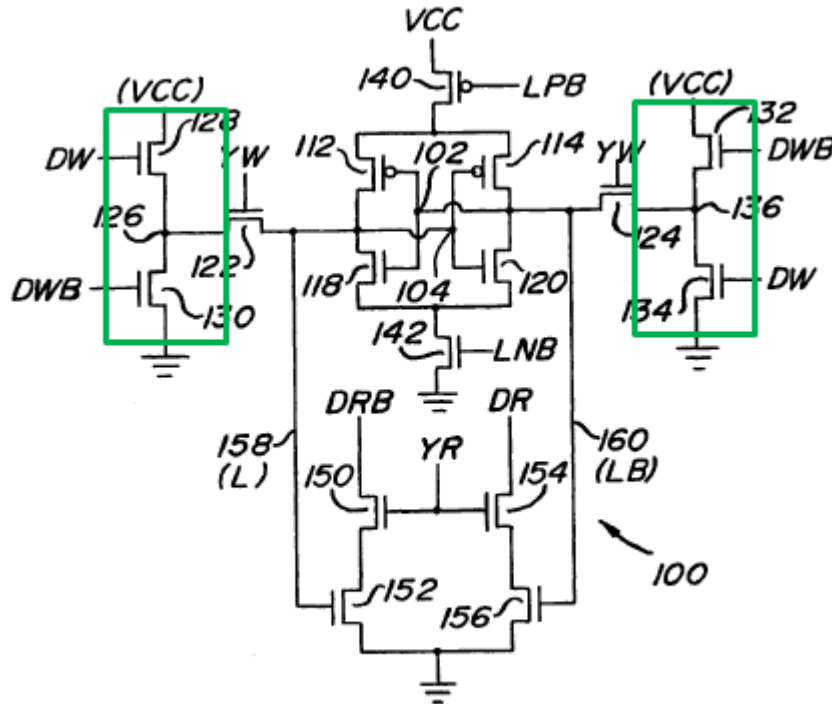 VCC
140
LPB
(VCC)
(VCC)
128
132
DW
YW
112
102
114
YW
DWB
126
136
122
124
118
104
120
DWB
130
134
DW
142
LNB
DRB
DR
158
(L)
YR
160
(LB)
150
154
100
152
156